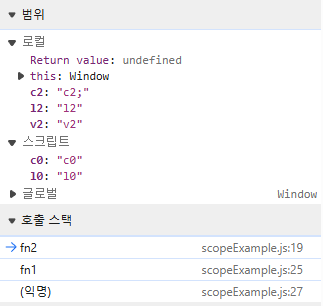 범위
로컬
Return value: undefined
this: Window
c2: "c2;"
l2: "l2"
v2: "v2"
스크립트
c0: "c0"
l0: "l0"
글로벌 Window
호출 스택
fn2 scopeExample.js:19
fn1 scopeExample.js:25
(익명) scopeExample.js:27